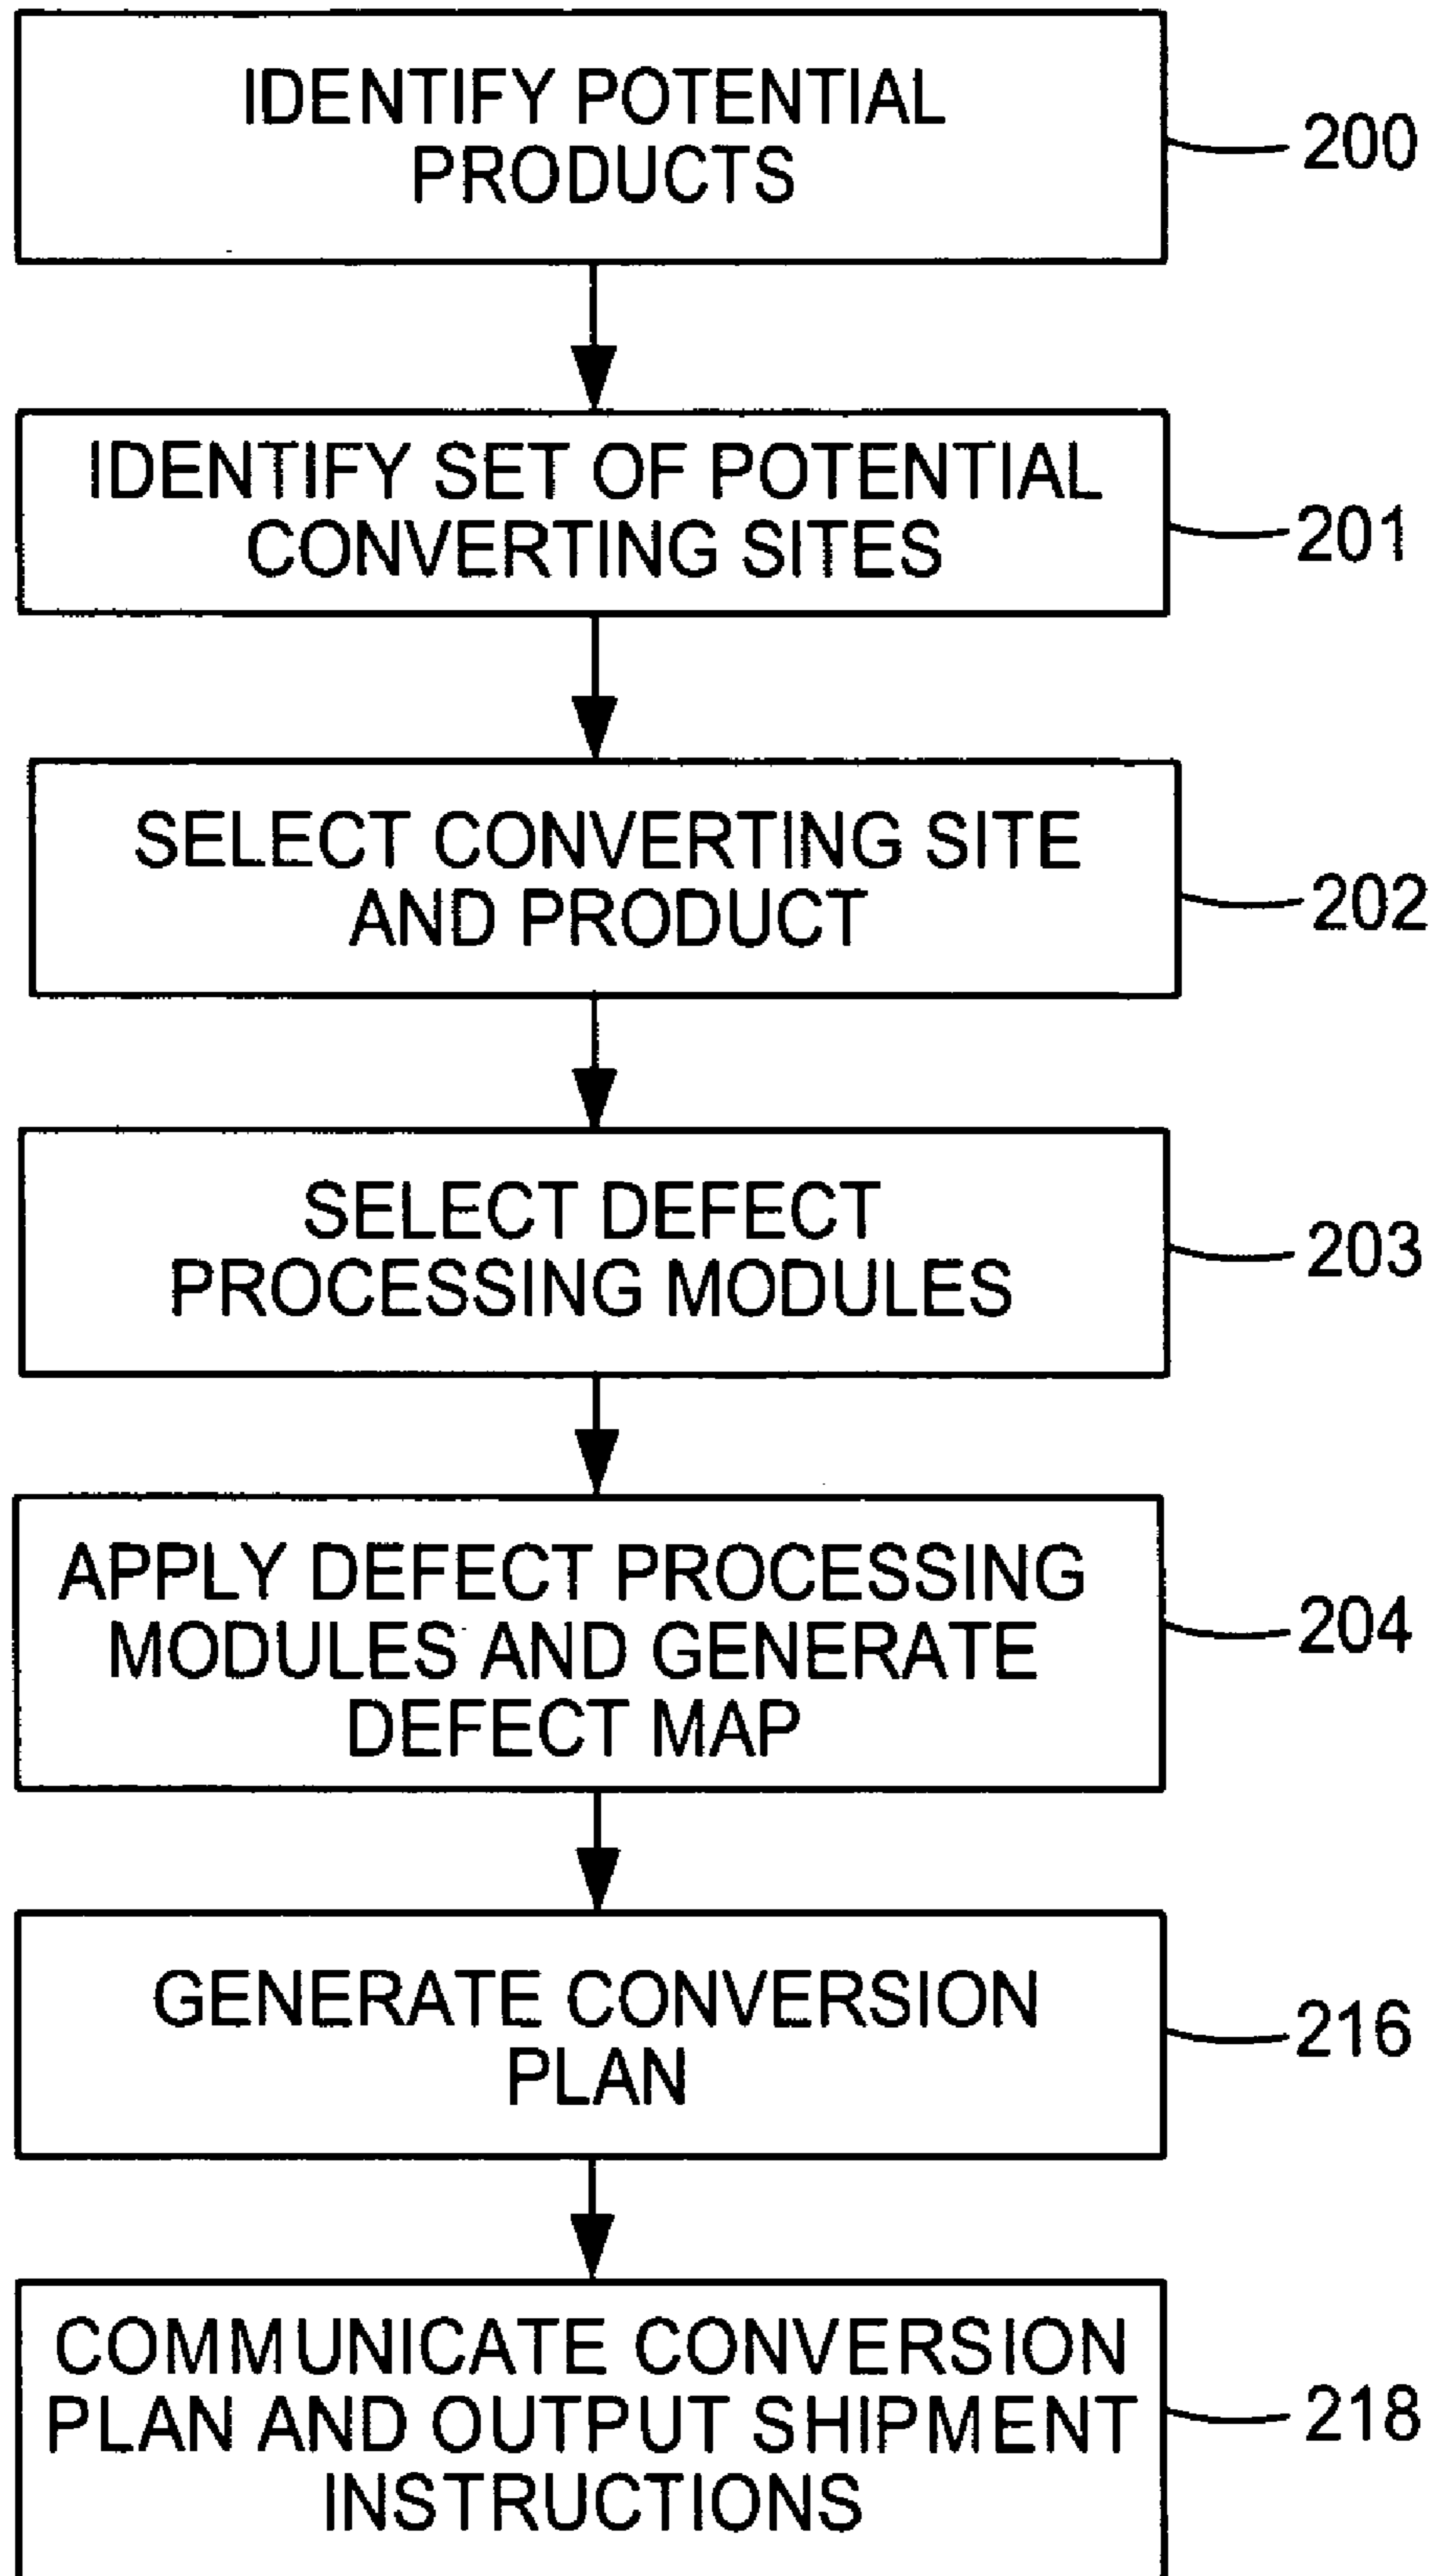 IDENTIFY POTENTIAL
PRODUCTS
200
IDENTIFY SET OF POTENTIAL
CONVERTING SITES
201
SELECT CONVERTING SITE
AND PRODUCT
202
SELECT DEFECT
PROCESSING MODULES
203
APPLY DEFECT PROCESSING
MODULES AND GENERATE
DEFECT MAP
204
GENERATE CONVERSION
PLAN
216
COMMUNICATE CONVERSION
PLAN AND OUTPUT SHIPMENT
INSTRUCTIONS
218